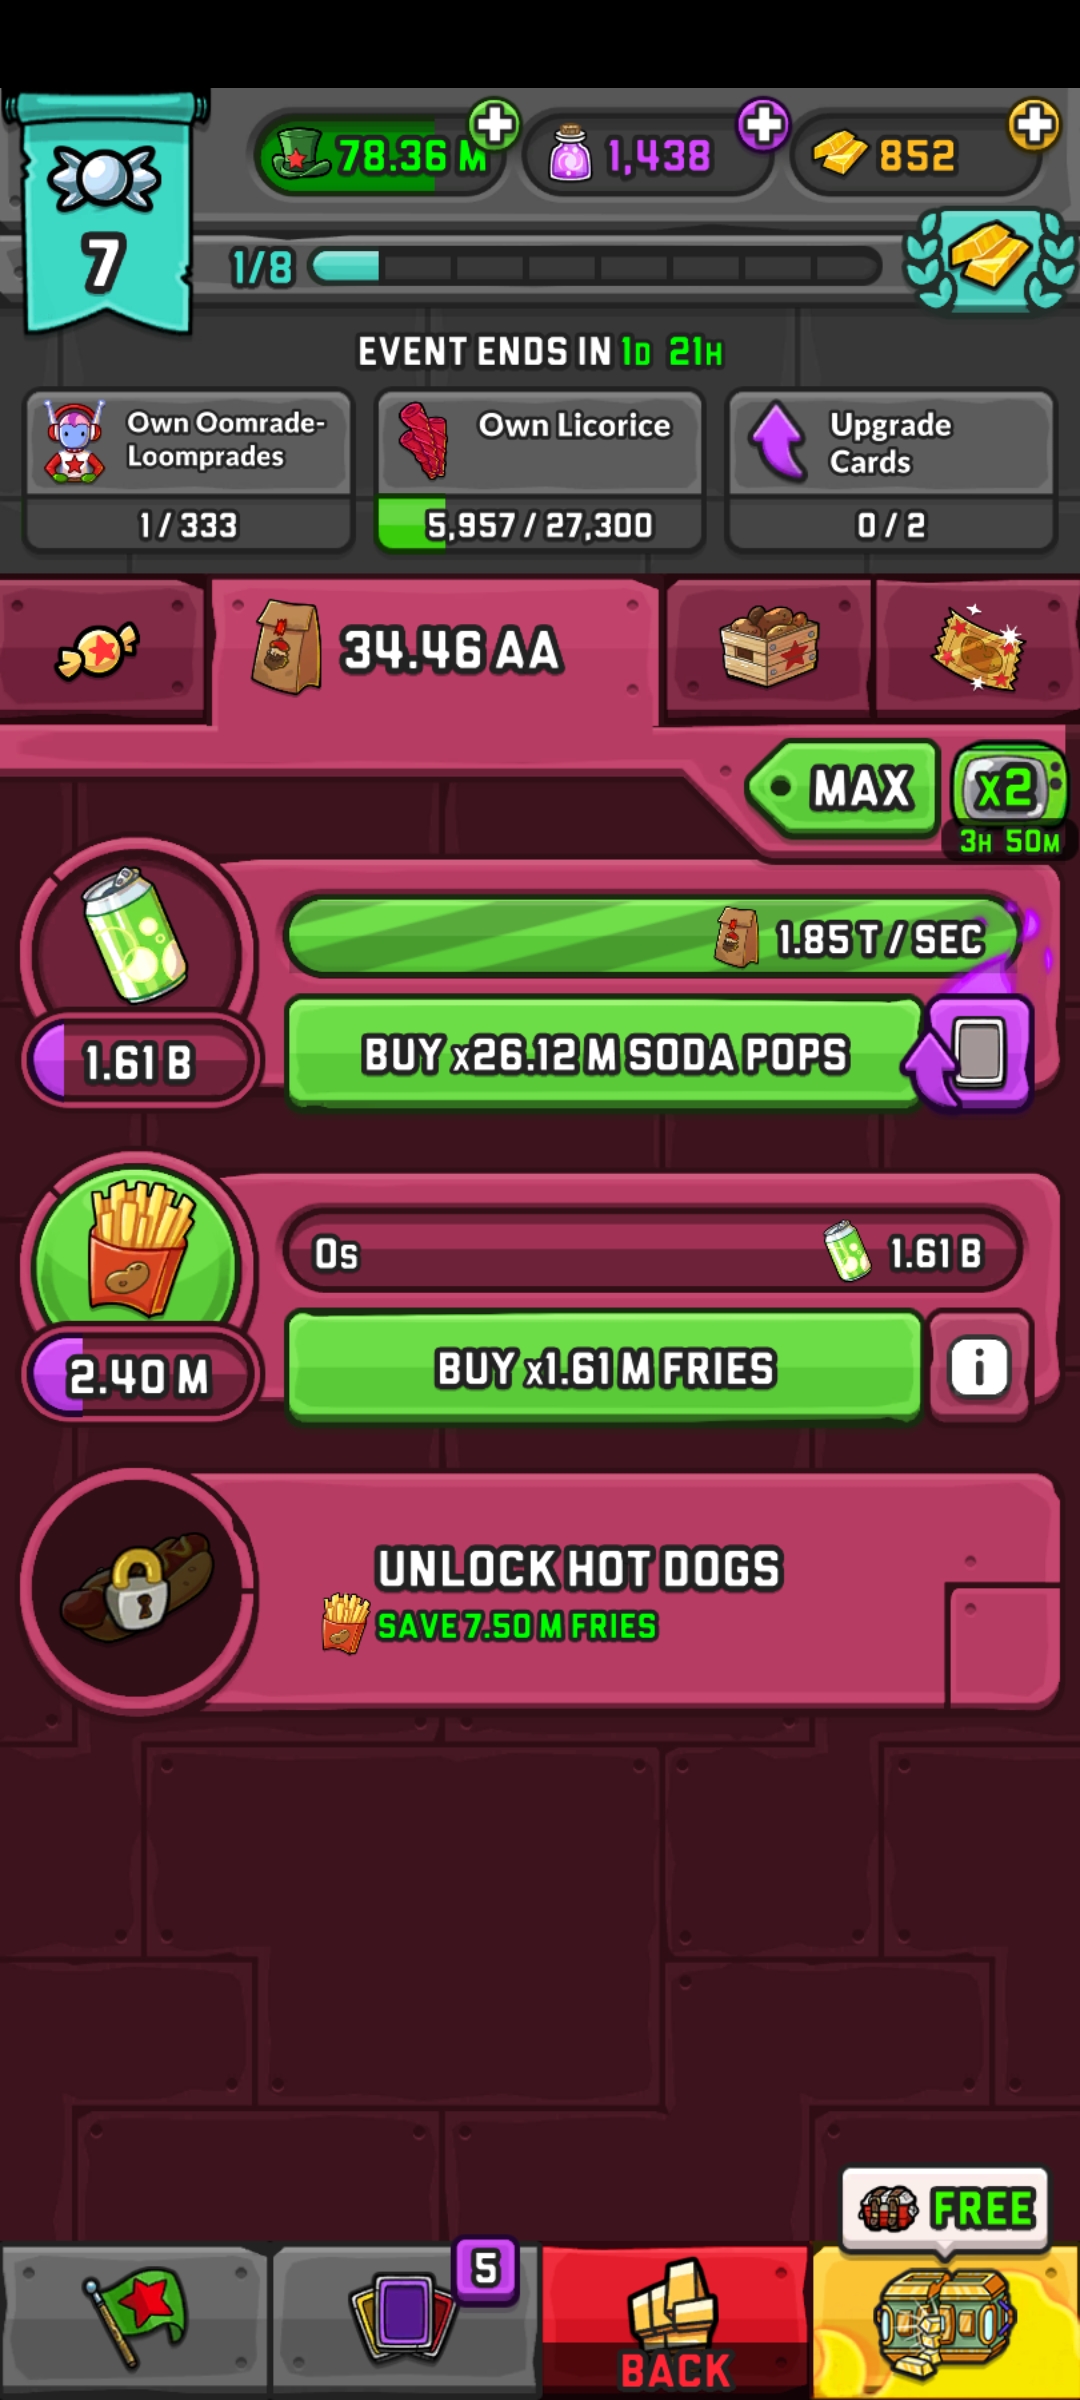 78.36 M
1,438
852
7
1/8
EVENT ENDS IN 1D 21H
Own Oomrade-
Loomprades
1 / 333
Own Licorice
5,957 / 27,300
Upgrade
Cards
0 / 2
34.46 AA
MAX
x2
3H 50M
1.85 T / SEC
1.61 B
BUY x26.12 M SODA POPS
0s
1.61 B
2.40 M
BUY x1.61 M FRIES
i
UNLOCK HOT DOGS
SAVE 7.50 M FRIES
FREE
5
BACK